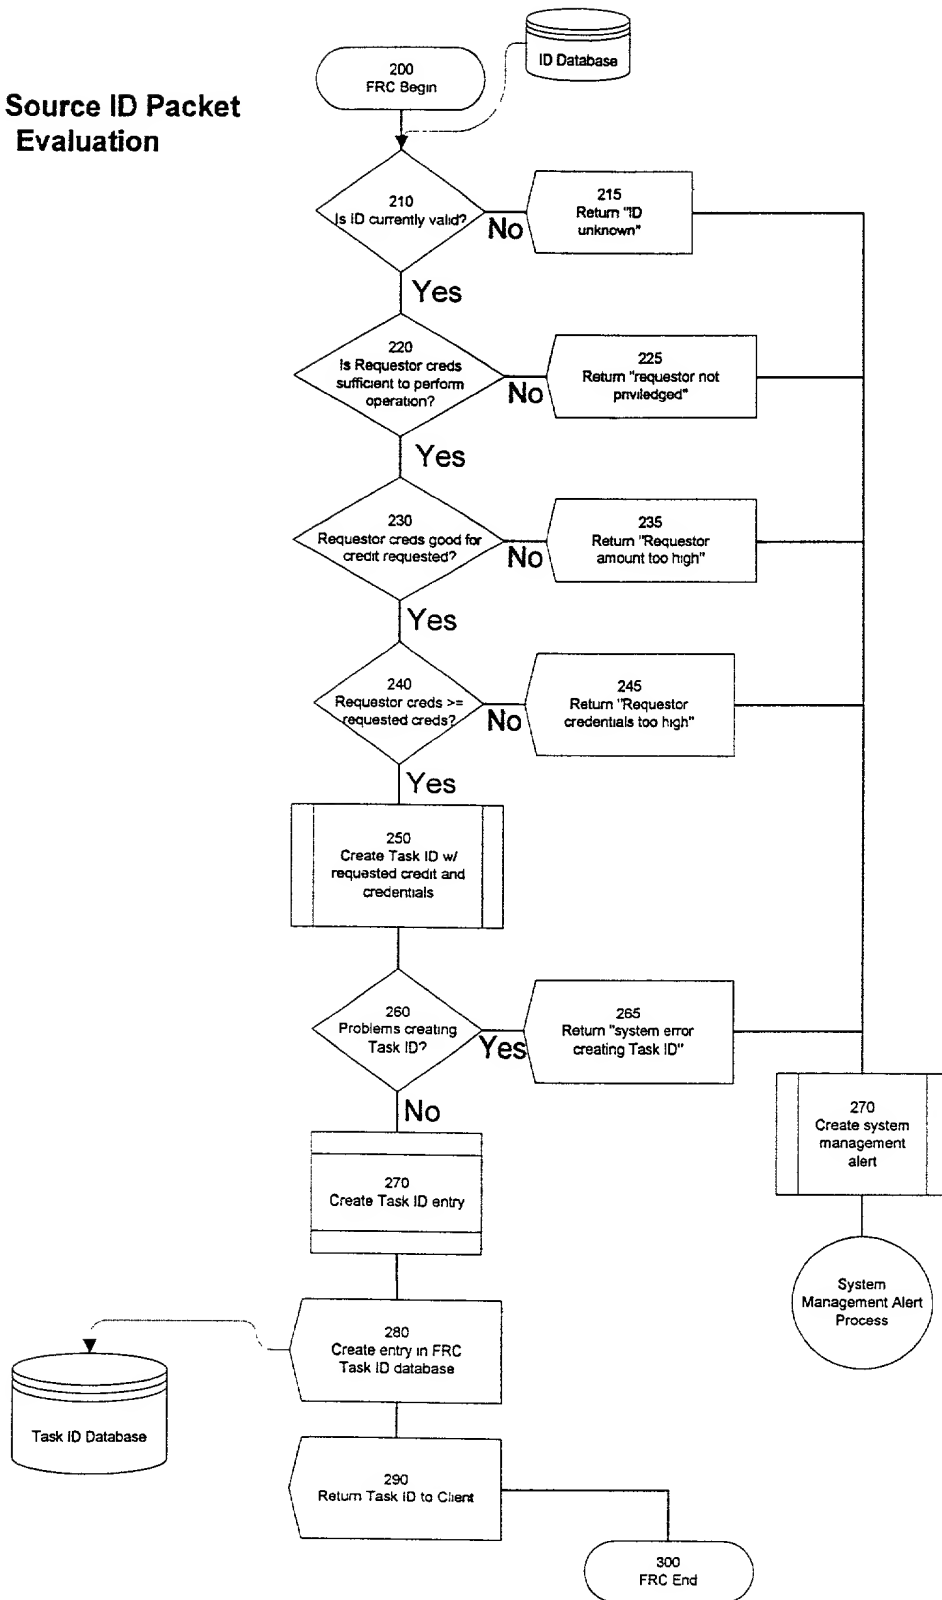 ID Database
200
FRC Begin
Source ID Packet
Evaluation
210
Is ID currently valid?
No
215
Return "ID
unknown"
Yes
220
Is Requestor creds
sufficient to perform
operation?
No
225
Return "requestor not
priviledged"
Yes
230
Requestor creds good for
credit requested?
No
235
Return "Requestor
amount too high"
Yes
240
Requestor creds >=
requested creds?
No
245
Return "Requestor
credentials too high"
Yes
250
Create Task ID w/
requested credit and
credentials
260
Problems creating
Task ID?
Yes
265
Return "system error
creating Task ID"
No
270
Create system
management
alert
270
Create Task ID entry
System
Management Alert
Process
280
Create entry in FRC
Task ID database
Task ID Database
290
Return Task ID to Client
300
FRC End